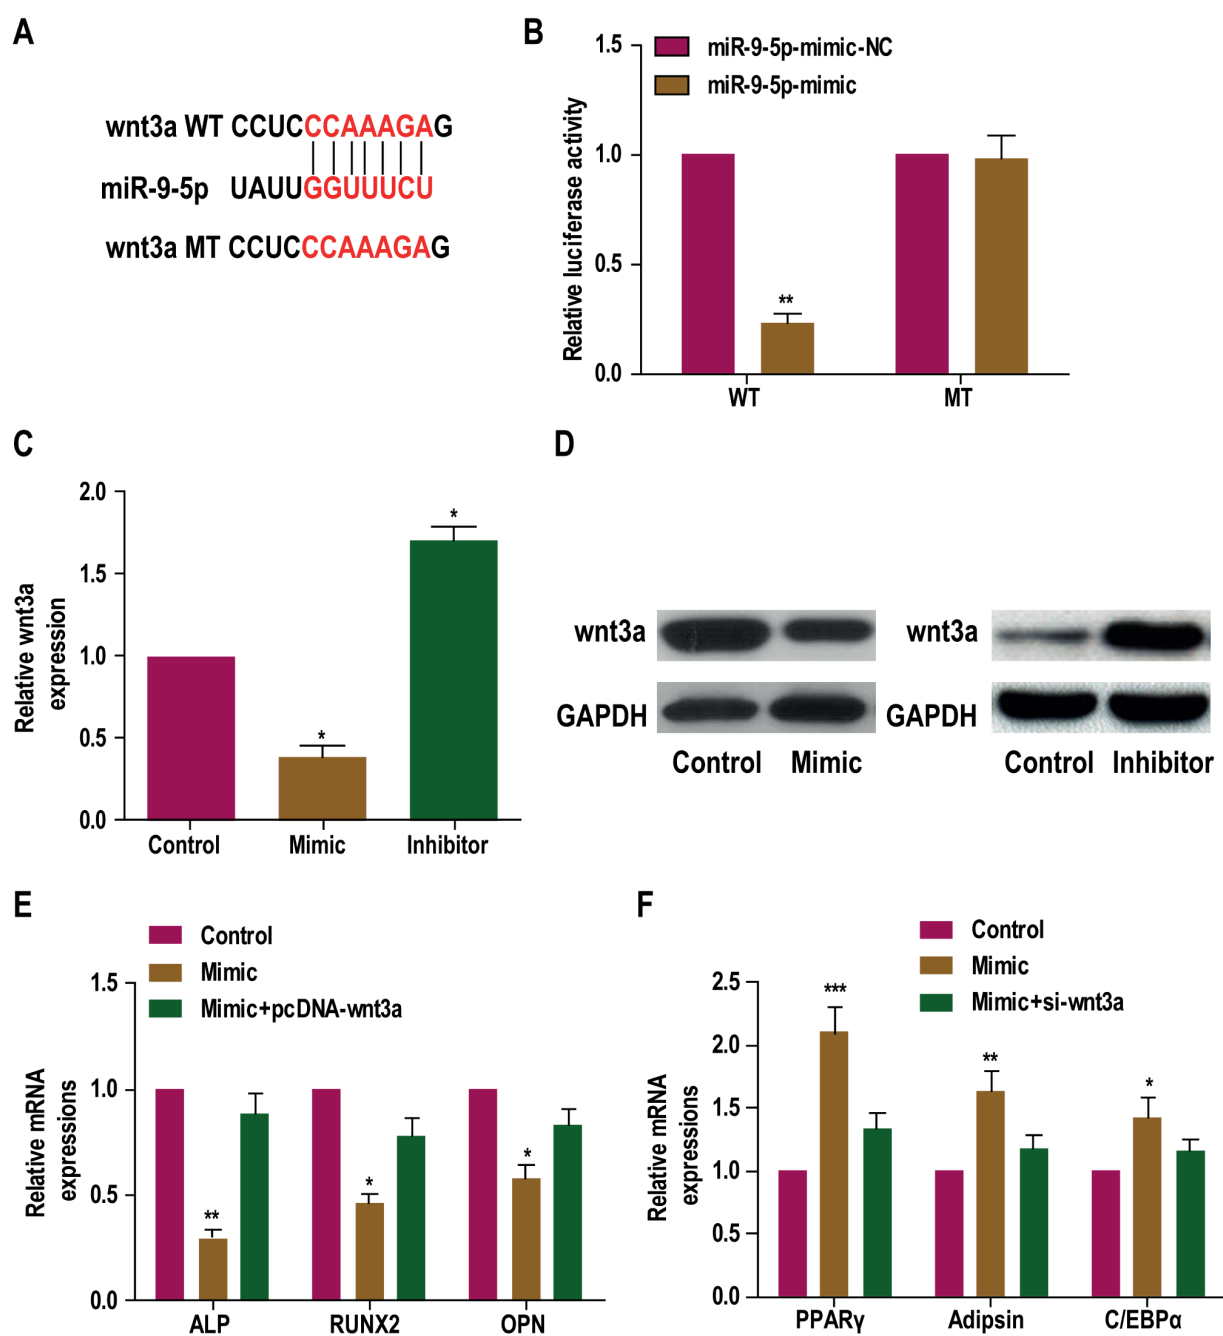 A
wnt3a WT CCUCCCAAAGAG
miR-9-5p UAUUGGUUUCU
wnt3a MT CCUCCCAAAGAG
B
miR-9-5p-mimic-NC
miR-9-5p-mimic
Relative luciferase activity
1.5
1.0
0.5
0.0
**
WT
MT
C
Relative wnt3a
expression
2.0
1.5
1.0
0.5
0.0
*
*
Control
Mimic
Inhibitor
D
wnt3a
GAPDH
Control Mimic
wnt3a
GAPDH
Control Inhibitor
E
Control
Mimic
Mimic+pcDNA-wnt3a
Relative mRNA
expressions
1.5
1.0
0.5
0.0
**
*
*
ALP
RUNX2
OPN
F
Control
Mimic
Mimic+si-wnt3a
Relative mRNA
expressions
2.5
2.0
1.5
1.0
0.5
0.0
***
**
*
PPARγ
Adipsin
C/EBPα